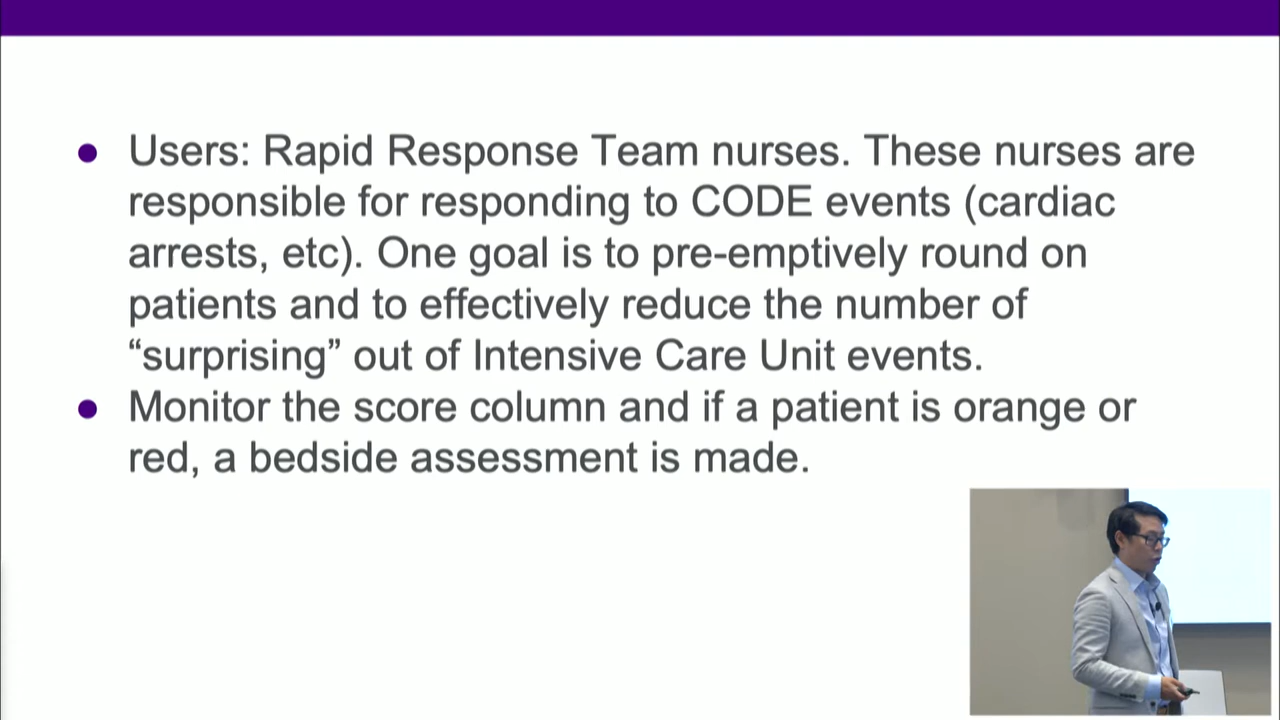 ● Users: Rapid Response Team nurses. These nurses are
responsible for responding to CODE events (cardiac
arrests, etc). One goal is to pre-emptively round on
patients and to effectively reduce the number of
“surprising” out of Intensive Care Unit events.
● Monitor the score column and if a patient is orange or
red, a bedside assessment is made.